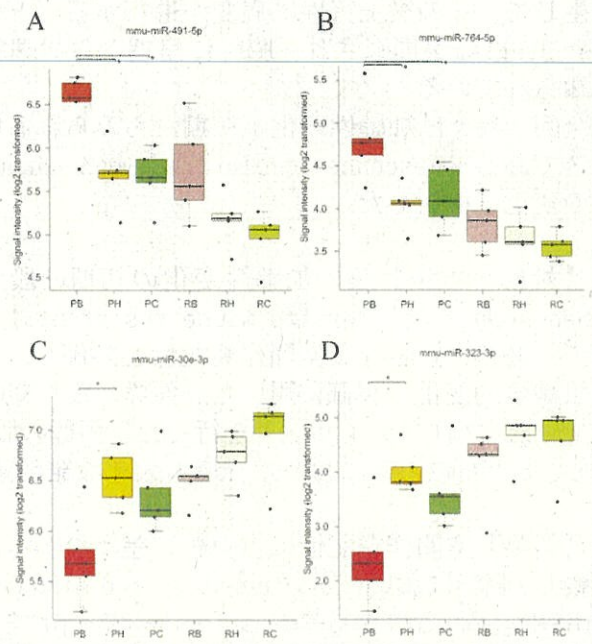 A
mmu-miR-491-5p
Signal intensity (log2 transformed)
6.5
6.0
5.5
5.0
4.5
PB PH PC RB RH RC
B
mmu-miR-764-5p
Signal intensity (log2 transformed)
5.5
5.0
4.5
4.0
3.5
PB PH PC RB RH RC
C
mmu-miR-30e-3p
Signal intensity (log2 transformed)
7.0
6.5
6.0
5.5
PB PH PC RB RH RC
D
mmu-miR-323-3p
Signal intensity (log2 transformed)
5.0
4.0
3.0
2.0
PB PH PC RB RH RC